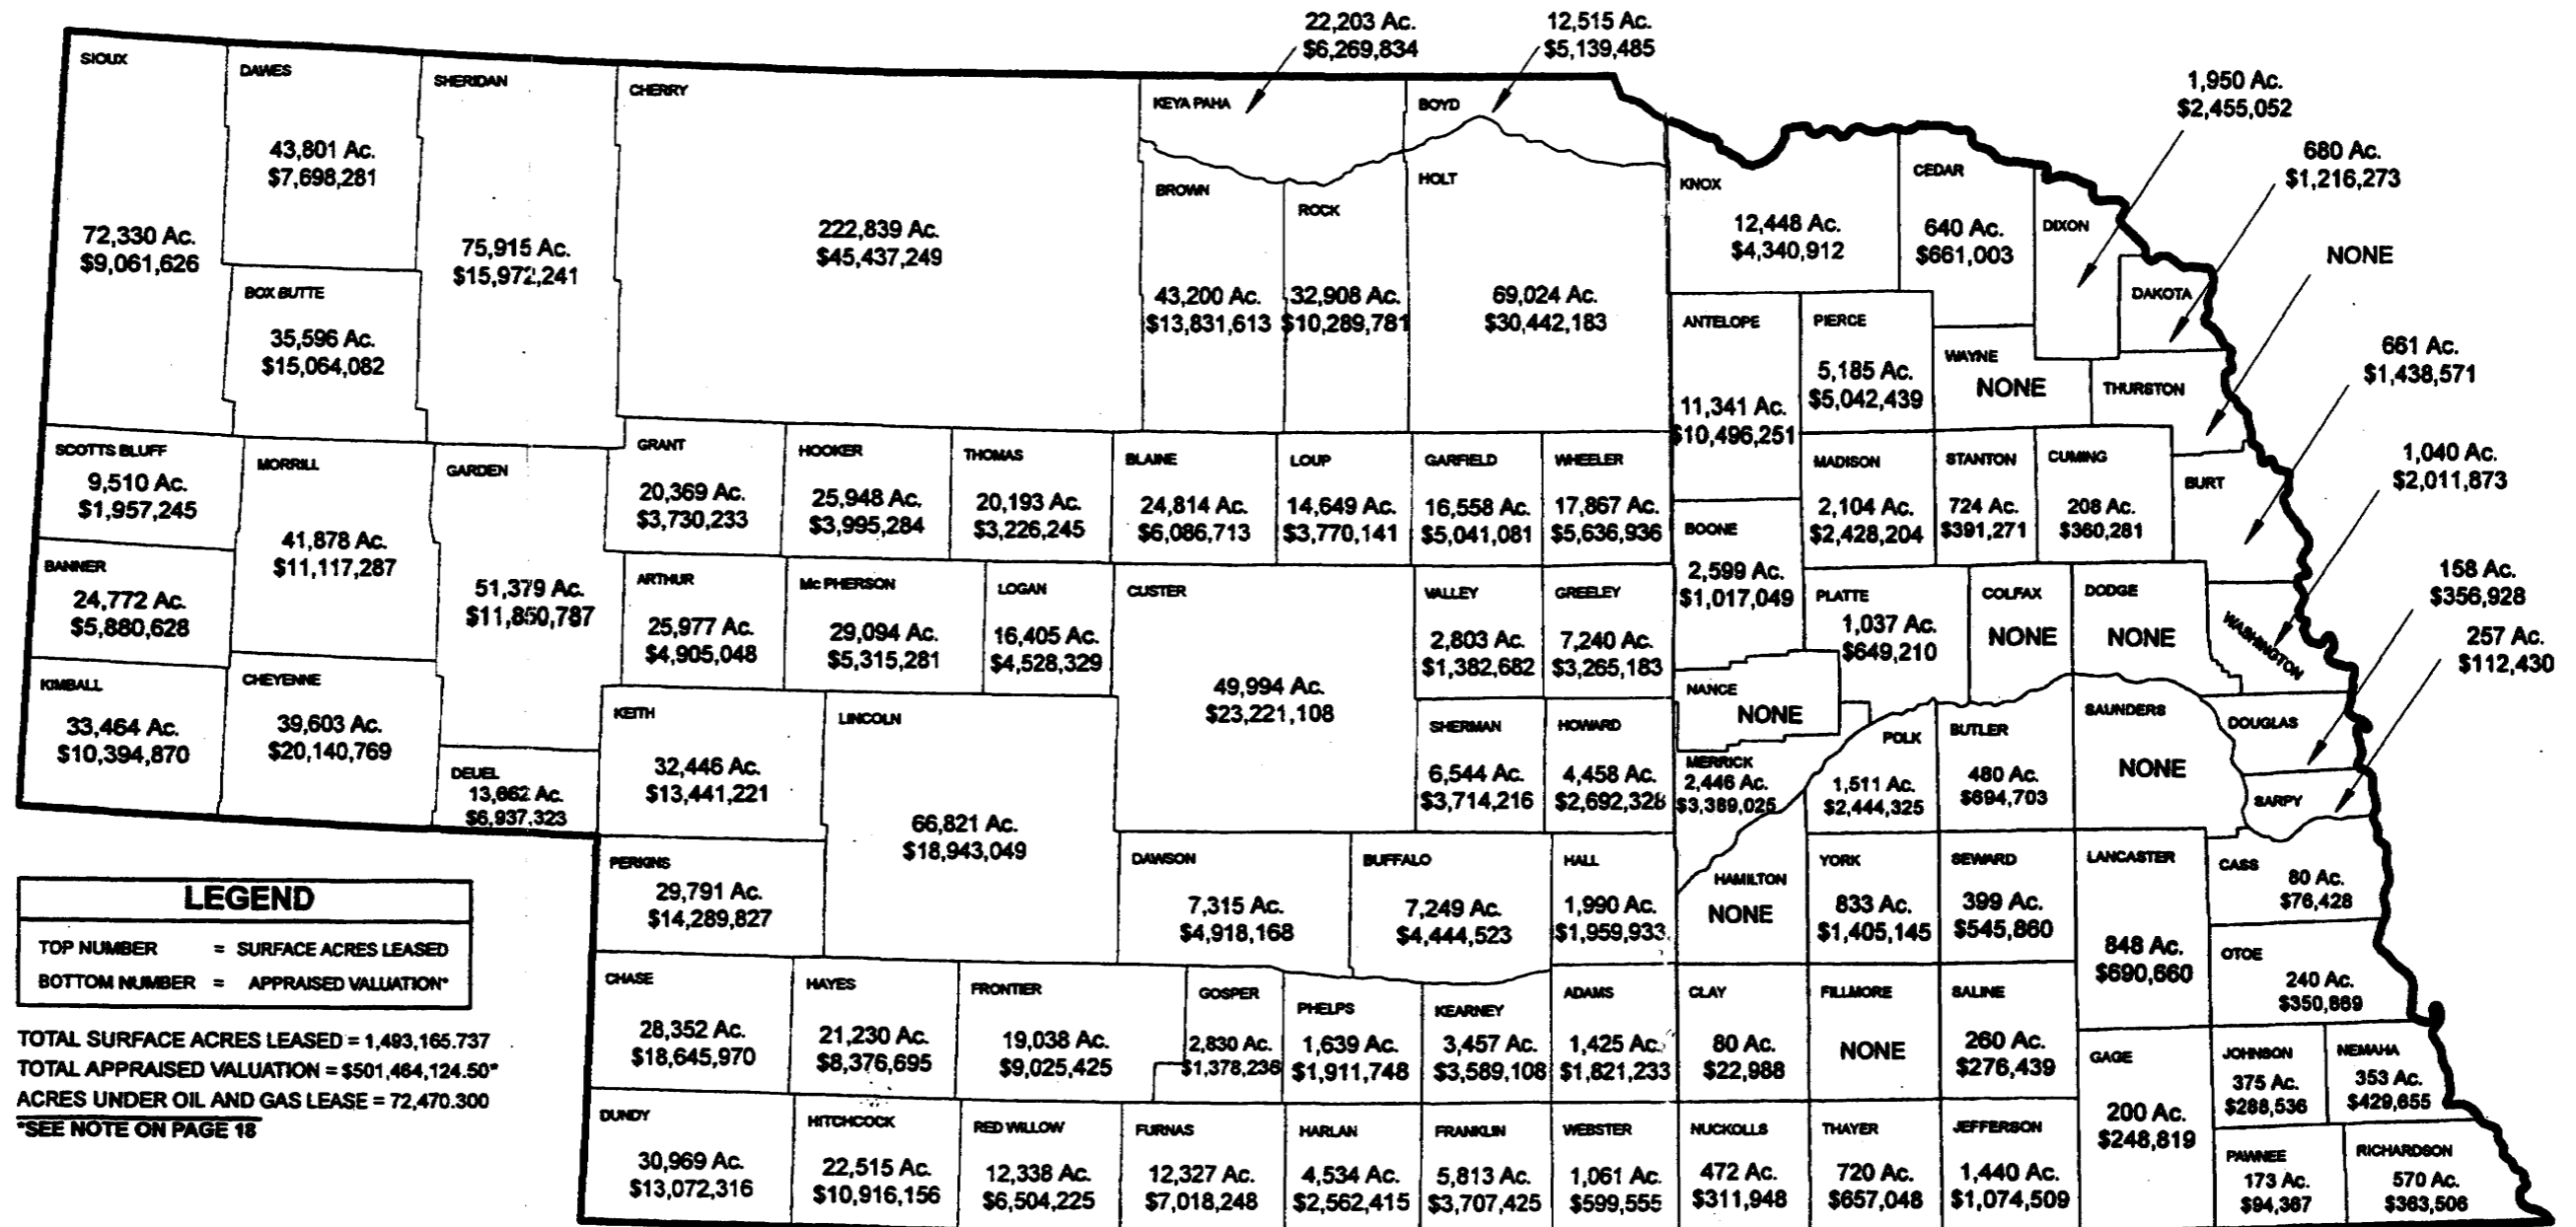 22,203 Ac.
$6,269,834
12,515 Ac.
$5,139,485
1,950 Ac.
$2,455,052
680 Ac.
$1,216,273
NONE
661 Ac.
$1,438,571
1,040 Ac.
$2,011,873
158 Ac.
$356,928
257 Ac.
$112,430
SIOUX
72,330 Ac.
$9,061,626
DAWES
43,801 Ac.
$7,698,281
BOX BUTTE
35,596 Ac.
$15,064,082
SHERIDAN
75,915 Ac.
$15,972,241
CHERRY
222,839 Ac.
$45,437,249
KEYA PAHA
BOYD
BROWN
43,200 Ac.
$13,831,613
ROCK
32,908 Ac.
$10,289,781
HOLT
69,024 Ac.
$30,442,183
KNOX
12,448 Ac.
$4,340,912
CEDAR
640 Ac.
$661,003
DIXON
DAKOTA
ANTELOPE
11,341 Ac.
$10,496,251
PIERCE
5,185 Ac.
$5,042,439
WAYNE
NONE
THURSTON
SCOTTS BLUFF
9,510 Ac.
$1,957,245
MORRILL
41,878 Ac.
$11,117,287
GARDEN
51,379 Ac.
$11,850,787
GRANT
20,369 Ac.
$3,730,233
HOOKER
25,948 Ac.
$3,995,284
THOMAS
20,193 Ac.
$3,226,245
BLAINE
24,814 Ac.
$6,086,713
LOUP
14,649 Ac.
$3,770,141
GARFIELD
16,558 Ac.
$5,041,081
WHEELER
17,867 Ac.
$5,636,936
BOONE
2,599 Ac.
$1,017,049
MADISON
2,104 Ac.
$2,428,204
STANTON
724 Ac.
$391,271
CUMING
208 Ac.
$360,281
BURT
BANNER
24,772 Ac.
$5,880,628
ARTHUR
25,977 Ac.
$4,905,048
Mc PHERSON
29,094 Ac.
$5,315,281
LOGAN
16,405 Ac.
$4,528,329
CUSTER
49,994 Ac.
$23,221,108
VALLEY
2,803 Ac.
$1,382,682
GREELEY
7,240 Ac.
$3,265,183
PLATTE
1,037 Ac.
$649,210
COLFAX
NONE
DODGE
NONE
WASHINGTON
KIMBALL
33,464 Ac.
$10,394,870
CHEYENNE
39,603 Ac.
$20,140,769
DEUEL
13,662 Ac.
$6,937,323
KEITH
32,446 Ac.
$13,441,221
LINCOLN
66,821 Ac.
$18,943,049
SHERMAN
6,544 Ac.
$3,714,216
HOWARD
4,458 Ac.
$2,692,328
NANCE
NONE
MERRICK
2,446 Ac.
$3,389,025
POLK
1,511 Ac.
$2,444,325
BUTLER
480 Ac.
$694,703
SAUNDERS
NONE
DOUGLAS
SARPY
PERKINS
29,791 Ac.
$14,289,827
DAWSON
7,315 Ac.
$4,918,168
BUFFALO
7,249 Ac.
$4,444,523
HALL
1,990 Ac.
$1,959,933
HAMILTON
NONE
YORK
833 Ac.
$1,405,145
SEWARD
399 Ac.
$545,860
LANCASTER
848 Ac.
$690,660
CASS
80 Ac.
$76,428
OTOE
240 Ac.
$350,889
CHASE
28,352 Ac.
$18,645,970
HAYES
21,230 Ac.
$8,376,695
FRONTIER
19,038 Ac.
$9,025,425
GOSPER
2,830 Ac.
$1,378,236
PHELPS
1,639 Ac.
$1,911,748
KEARNEY
3,457 Ac.
$3,589,108
ADAMS
1,425 Ac.
$1,821,233
CLAY
80 Ac.
$22,988
FILLMORE
NONE
SALINE
260 Ac.
$276,439
GAGE
200 Ac.
$248,819
JOHNSON
375 Ac.
$288,536
NEMAHA
353 Ac.
$429,655
DUNDY
30,969 Ac.
$13,072,316
HITCHCOCK
22,515 Ac.
$10,916,156
RED WILLOW
12,338 Ac.
$6,504,225
FURNAS
12,327 Ac.
$7,018,248
HARLAN
4,534 Ac.
$2,562,415
FRANKLIN
5,813 Ac.
$3,707,425
WEBSTER
1,061 Ac.
$599,555
NUCKOLLS
472 Ac.
$311,948
THAYER
720 Ac.
$657,048
JEFFERSON
1,440 Ac.
$1,074,509
PAWNEE
173 Ac.
$94,367
RICHARDSON
570 Ac.
$363,506
LEGEND
TOP NUMBER = SURFACE ACRES LEASED
BOTTOM NUMBER = APPRAISED VALUATION*
TOTAL SURFACE ACRES LEASED = 1,493,165.737
TOTAL APPRAISED VALUATION = $501,464,124.50*
ACRES UNDER OIL AND GAS LEASE = 72,470.300
*SEE NOTE ON PAGE 18